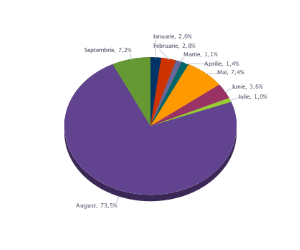 Ianuarie, 2,0%
Februarie, 2,8%
Martie, 1,1%
Aprilie, 1,4%
Mai, 7,4%
Iunie, 3,6%
Iulie, 1,0%
August, 73,5%
Septembrie, 7,2%